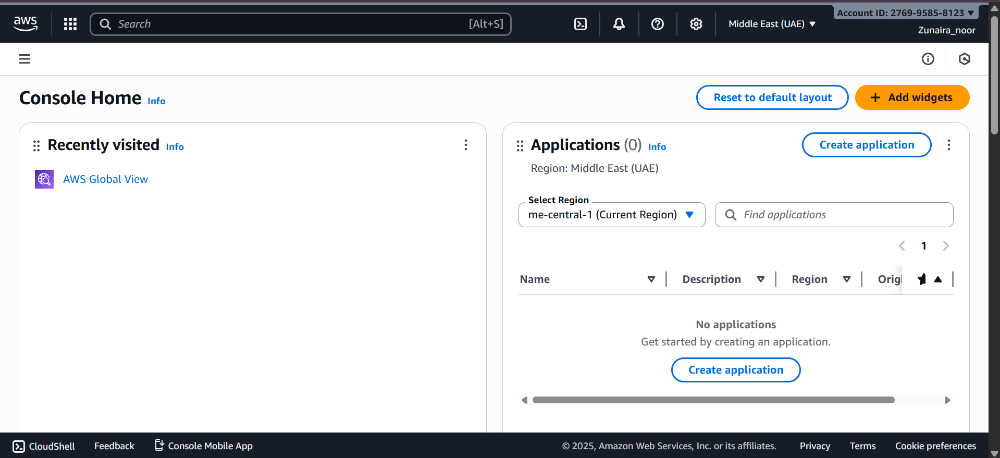 aws
Search [Alt+S]
Middle East (UAE)
Account ID: 2769-9585-8123
Zunaira_noor
Console Home Info
Reset to default layout
Add widgets
Recently visited Info
AWS Global View
Applications (0) Info
Create application
Region: Middle East (UAE)
Select Region
me-central-1 (Current Region)
Find applications
1
Name Description Region Origi
No applications
Get started by creating an application.
Create application
CloudShell Feedback Console Mobile App © 2025, Amazon Web Services, Inc. or its affiliates. Privacy Terms Cookie preferences